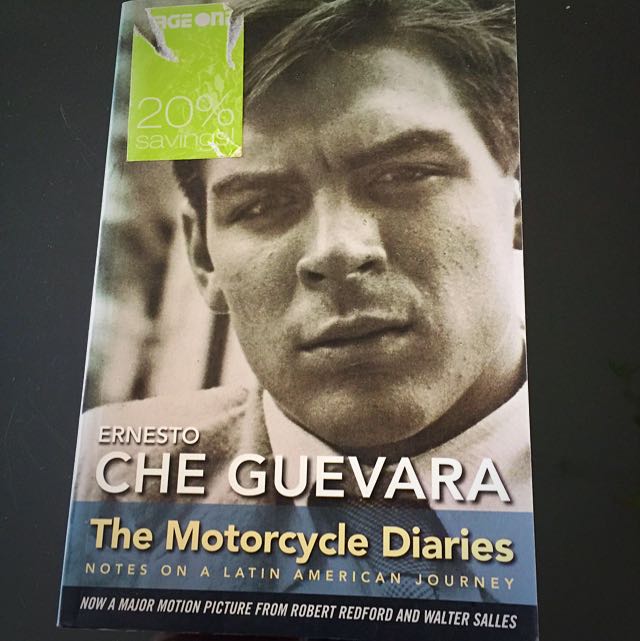 20%
savings!
ERNESTO
CHE GUEVARA
The Motorcycle Diaries
NOTES ON A LATIN AMERICAN JOURNEY
NOW A MAJOR MOTION PICTURE FROM ROBERT REDFORD AND WALTER SALLES